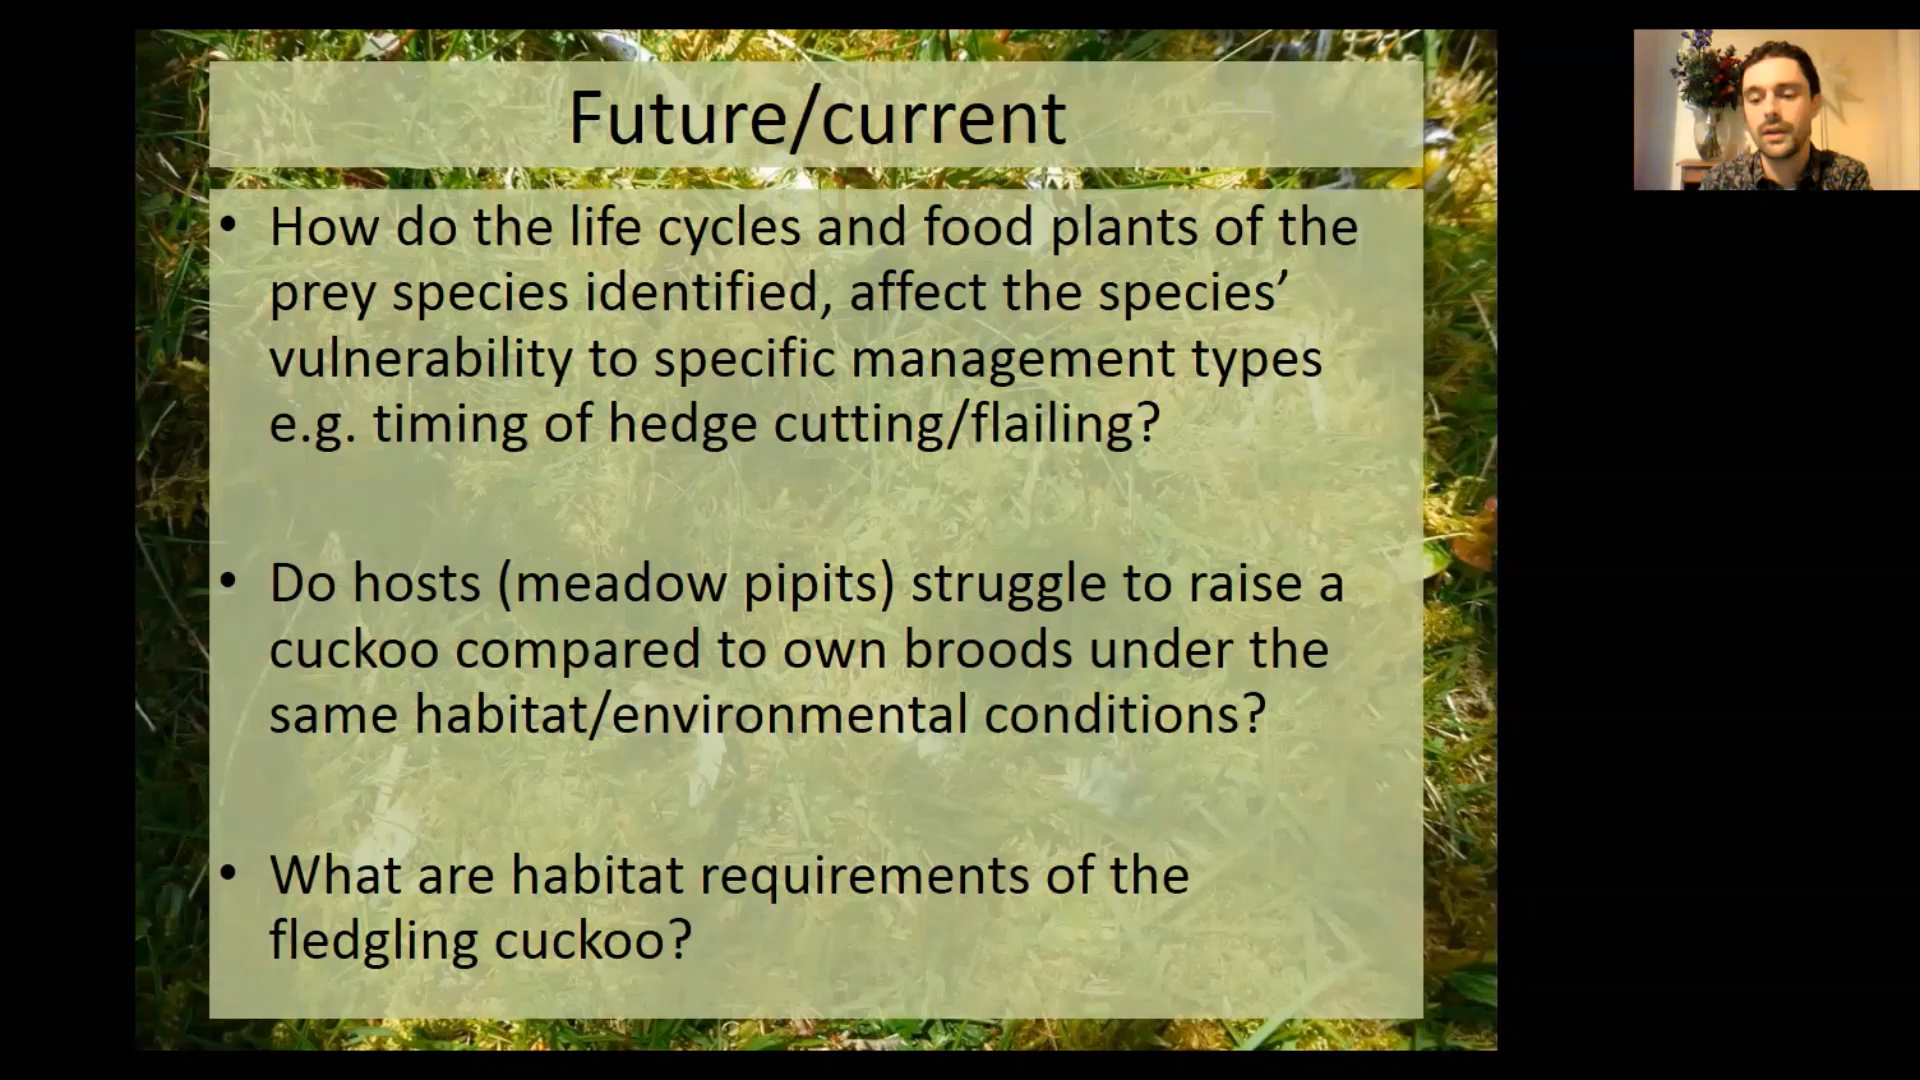 Future/current
• How do the life cycles and food plants of the
prey species identified, affect the species’
vulnerability to specific management types
e.g. timing of hedge cutting/flailing?
• Do hosts (meadow pipits) struggle to raise a
cuckoo compared to own broods under the
same habitat/environmental conditions?
• What are habitat requirements of the
fledgling cuckoo?